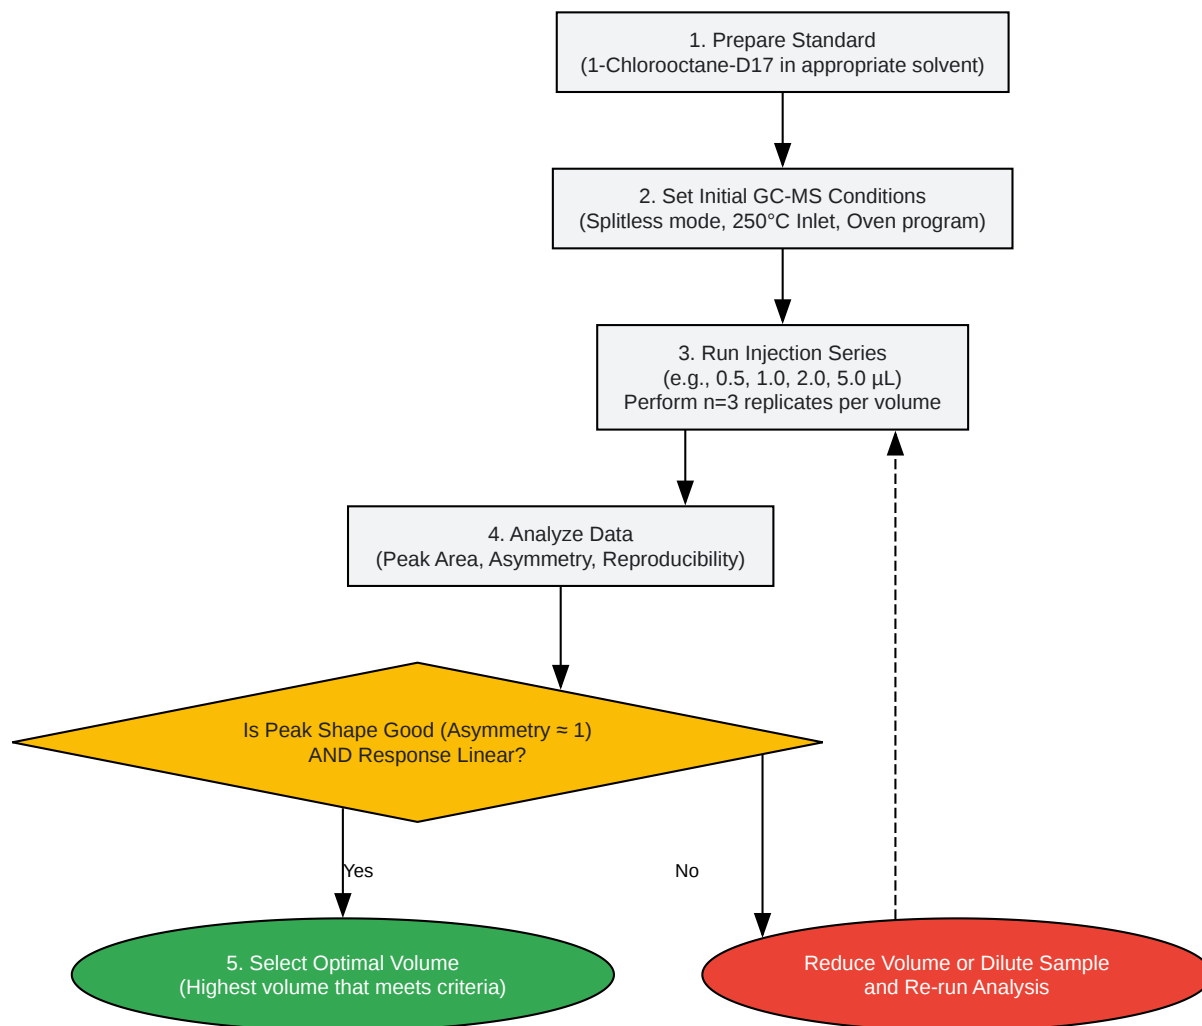 1. Prepare Standard
(1-Chlorooctane-D17 in appropriate solvent)
2. Set Initial GC-MS Conditions
(Splitless mode, 250°C Inlet, Oven program)
3. Run Injection Series
(e.g., 0.5, 1.0, 2.0, 5.0 µL)
Perform n=3 replicates per volume
4. Analyze Data
(Peak Area, Asymmetry, Reproducibility)
Is Peak Shape Good (Asymmetry ≈ 1)
AND Response Linear?
Yes
No
5. Select Optimal Volume
(Highest volume that meets criteria)
Reduce Volume or Dilute Sample
and Re-run Analysis